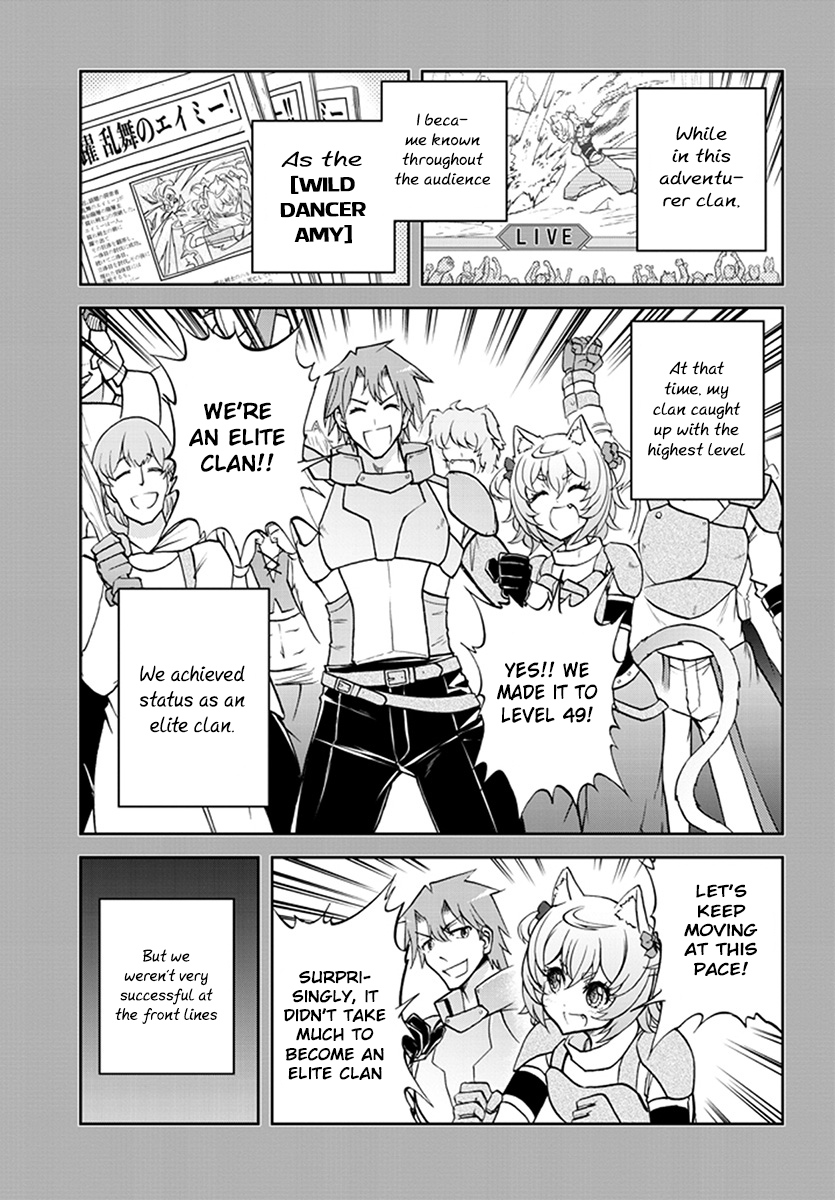 While
in this
adventu-
rer clan.
LIVE
I beca-
me known
throughout
the audience
As the
[WILD
DANCER
AMY]
乱舞のエイミー!
At that
time, my
clan caught
up with the
highest level
WE'RE
AN ELITE
CLAN!!
YES!! WE
MADE IT TO
LEVEL 49!
We achieved
status as an
elite clan.
LET'S
KEEP
MOVING
AT THIS
PACE!
SURPRI-
SINGLY, IT
DIDN'T TAKE
MUCH TO
BECOME AN
ELITE CLAN
But we
weren't very
successful at
the front lines